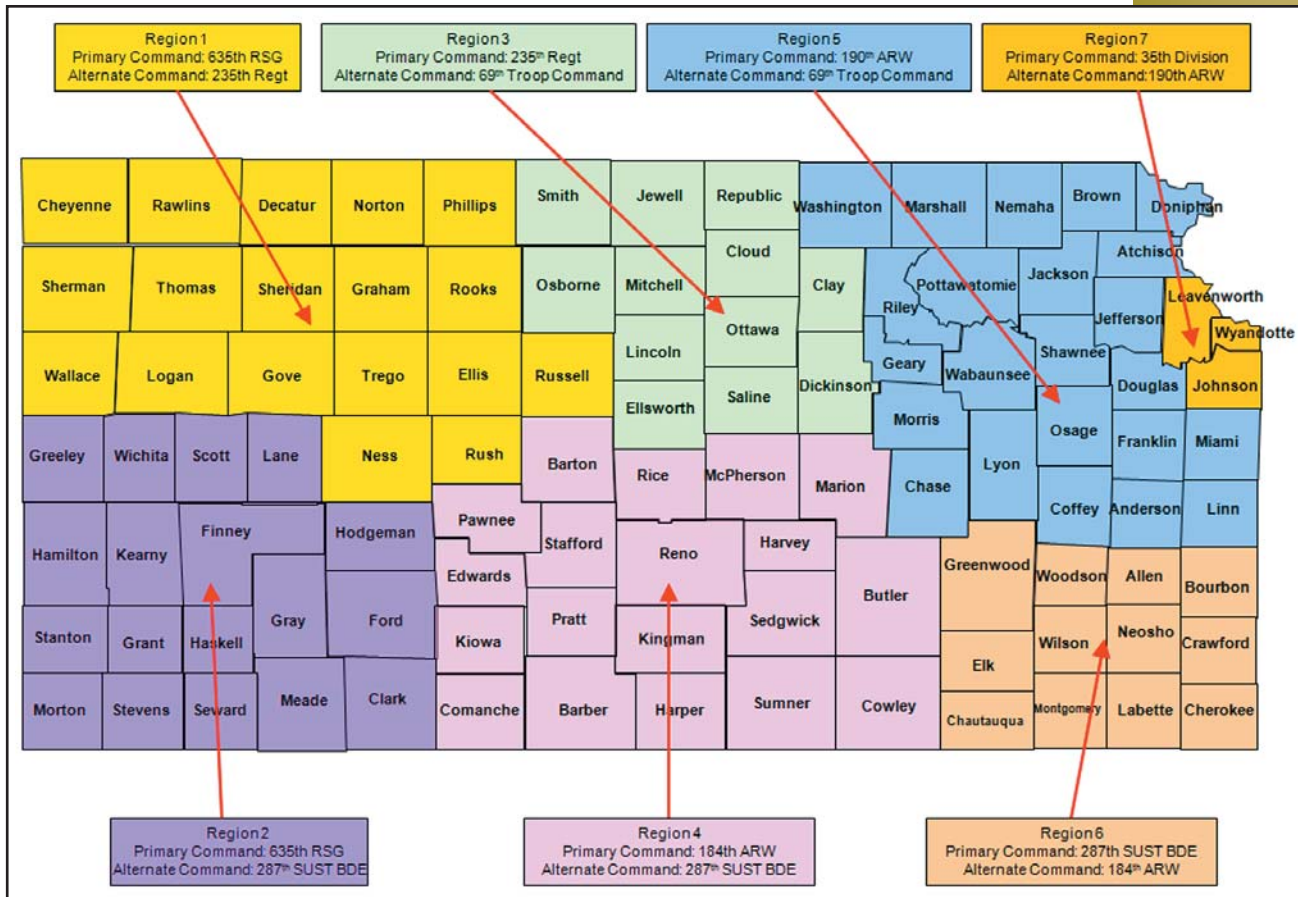 Region 1
Primary Command: 635th RSG
Alternate Command: 235th Regt
Region 3
Primary Command: 235th Regt
Alternate Command: 69th Troop Command
Region 5
Primary Command: 190th ARW
Alternate Command: 69th Troop Command
Region 7
Primary Command: 35th Division
Alternate Command: 190th ARW
Cheyenne Rawlins Decatur Norton Phillips Smith Jewell Republic Washington Marshall Nemaha Brown Doniphan
Cloud Atchison
Sherman Thomas Sheridan Graham Rooks Osborne Mitchell Clay Riley Pottawatomie Jackson Jefferson Leavenworth
Wyandotte
Ottawa
Wallace Logan Gove Trego Ellis Russell Lincoln Geary Wabaunsee Shawnee Douglas Johnson
Ellsworth Saline Dickinson Morris
Greeley Wichita Scott Lane Ness Rush Barton Rice McPherson Marion Chase Lyon Osage Franklin Miami
Hamilton Kearny Finney Hodgeman Pawnee Stafford Reno Harvey Coffey Anderson Linn
Edwards Butler Greenwood Woodson Allen Bourbon
Stanton Grant Haskell Gray Ford Kiowa Pratt Kingman Sedgwick Elk Wilson Neosho Crawford
Morton Stevens Seward Meade Clark Comanche Barber Harper Sumner Cowley Chautauqua Montgomery Labette Cherokee
Region 2
Primary Command: 635th RSG
Alternate Command: 287th SUST BDE
Region 4
Primary Command: 184th ARW
Alternate Command: 287th SUST BDE
Region 6
Primary Command: 287th SUST BDE
Alternate Command: 184th ARW